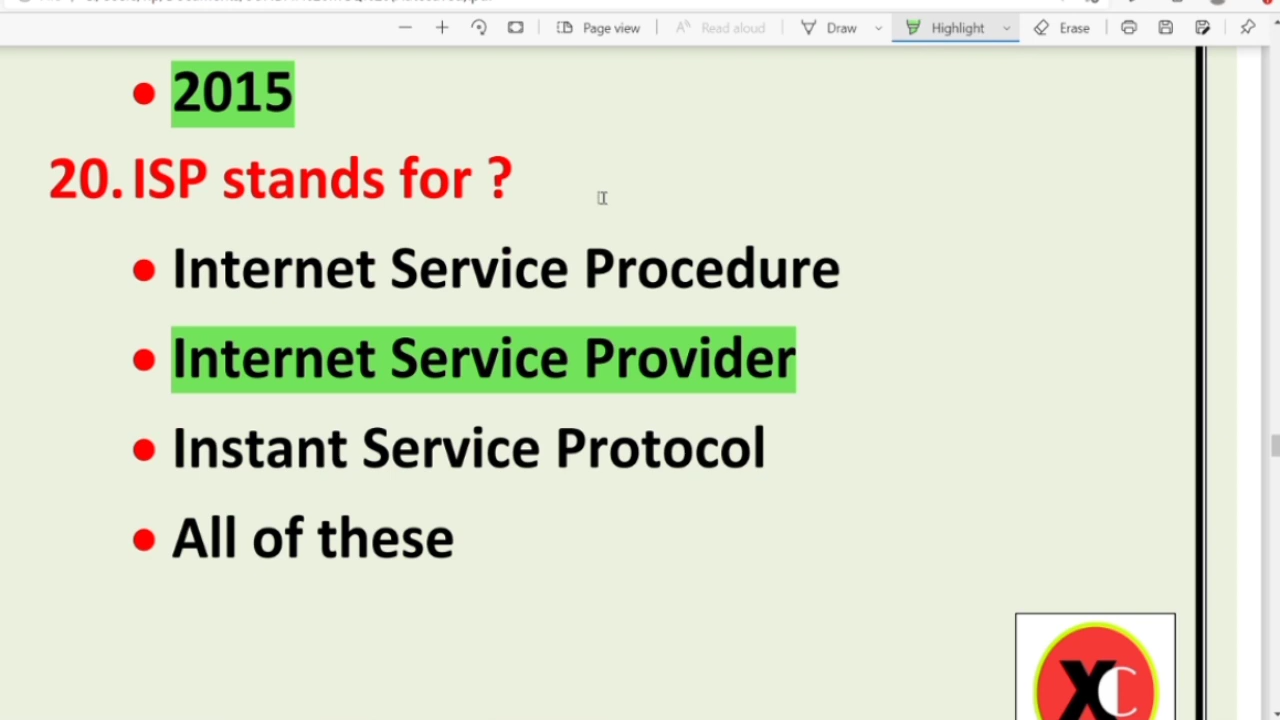 Page view
Read aloud
Draw
Highlight
Erase
2015
20. ISP stands for ?
Internet Service Procedure
Internet Service Provider
Instant Service Protocol
All of these
XC